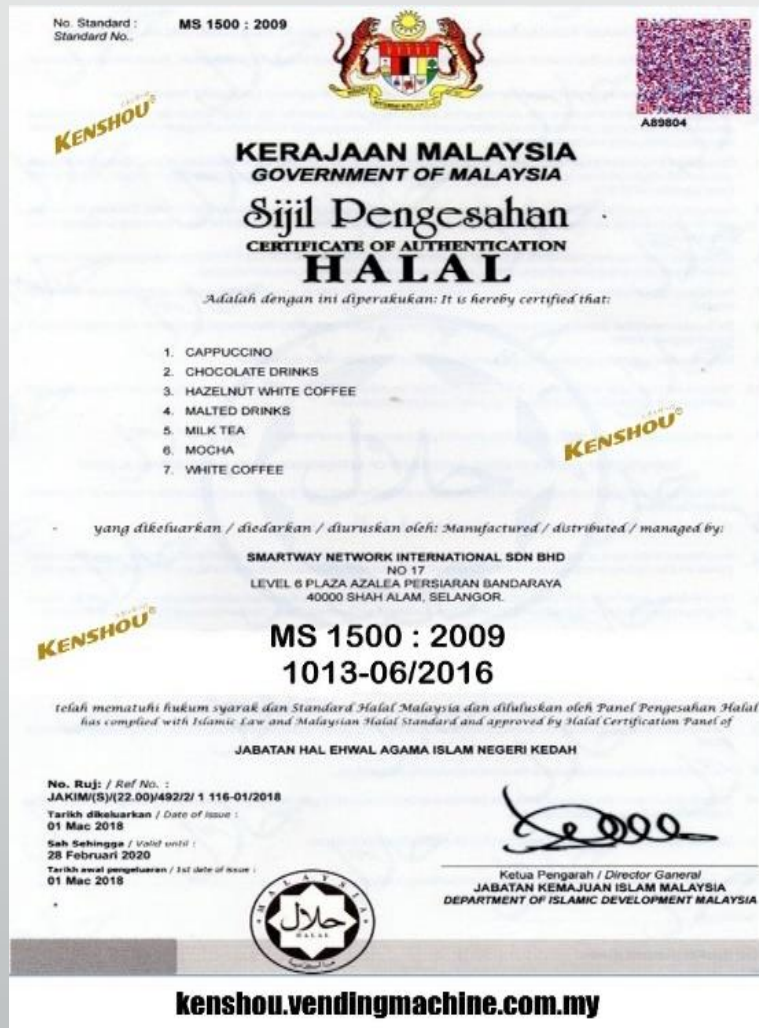 No. Standard :
Standard No..
MS 1500 : 2009
A89804
KENSHOU®
KERAJAAN MALAYSIA
GOVERNMENT OF MALAYSIA
Sijil Pengesahan
CERTIFICATE OF AUTHENTICATION
HALAL
Adalah dengan ini diperakukan: It is hereby certified that:
1. CAPPUCCINO
2. CHOCOLATE DRINKS
3. HAZELNUT WHITE COFFEE
4. MALTED DRINKS
5. MILK TEA
6. MOCHA
7. WHITE COFFEE
KENSHOU®
yang dikeluarkan / diedarkan / diuruskan oleh: Manufactured / distributed / managed by:
SMARTWAY NETWORK INTERNATIONAL SDN BHD
NO 17
LEVEL 6 PLAZA AZALEA PERSIARAN BANDARAYA
40000 SHAH ALAM, SELANGOR.
KENSHOU®
MS 1500 : 2009
1013-06/2016
telah mematuhi hukum syarak dan Standard Halal Malaysia dan diluluskan oleh Panel Pengesahan Halal
has complied with Islamic Law and Malaysian Halal Standard and approved by Halal Certification Panel of
JABATAN HAL EHWAL AGAMA ISLAM NEGERI KEDAH
No. Ruj: / Ref No. :
JAKIM/(S)/(22.00)/492/2/ 1 116-01/2018
Tarikh dikeluarkan / Date of Issue :
01 Mac 2018
Sah Sehingga / Valid until :
28 Februari 2020
Tarikh awal pengeluaran / 1st date of issue :
01 Mac 2018
Ketua Pengarah / Director Ganeral
JABATAN KEMAJUAN ISLAM MALAYSIA
DEPARTMENT OF ISLAMIC DEVELOPMENT MALAYSIA
MALAYSIA
حلال
HALAL
kenshou.vendingmachine.com.my